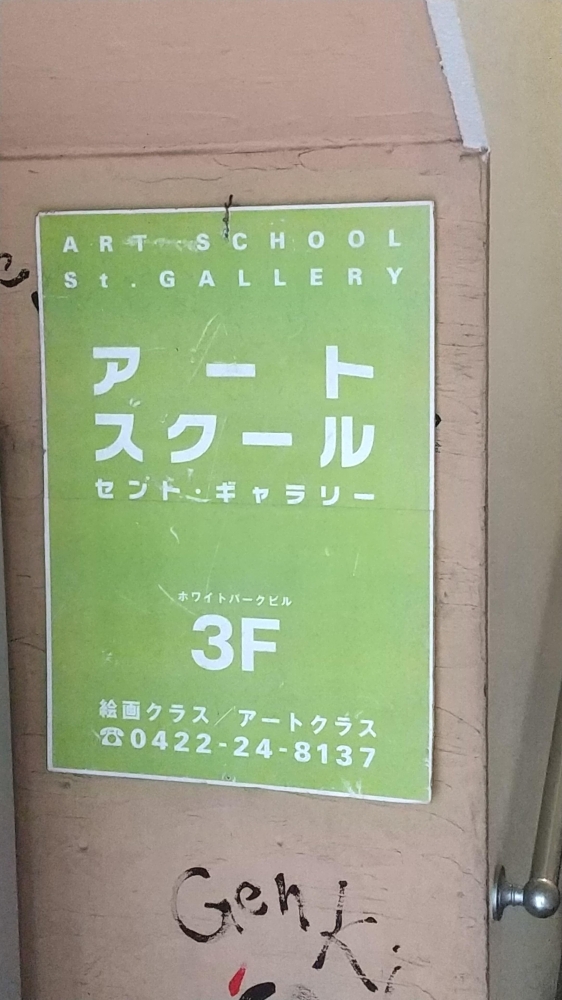 ART SCHOOL
St. GALLERY
アート
スクール
セント・ギャラリー
ホワイトパークビル
3F
絵画クラス／アートクラス
☎0422-24-8137
Genki